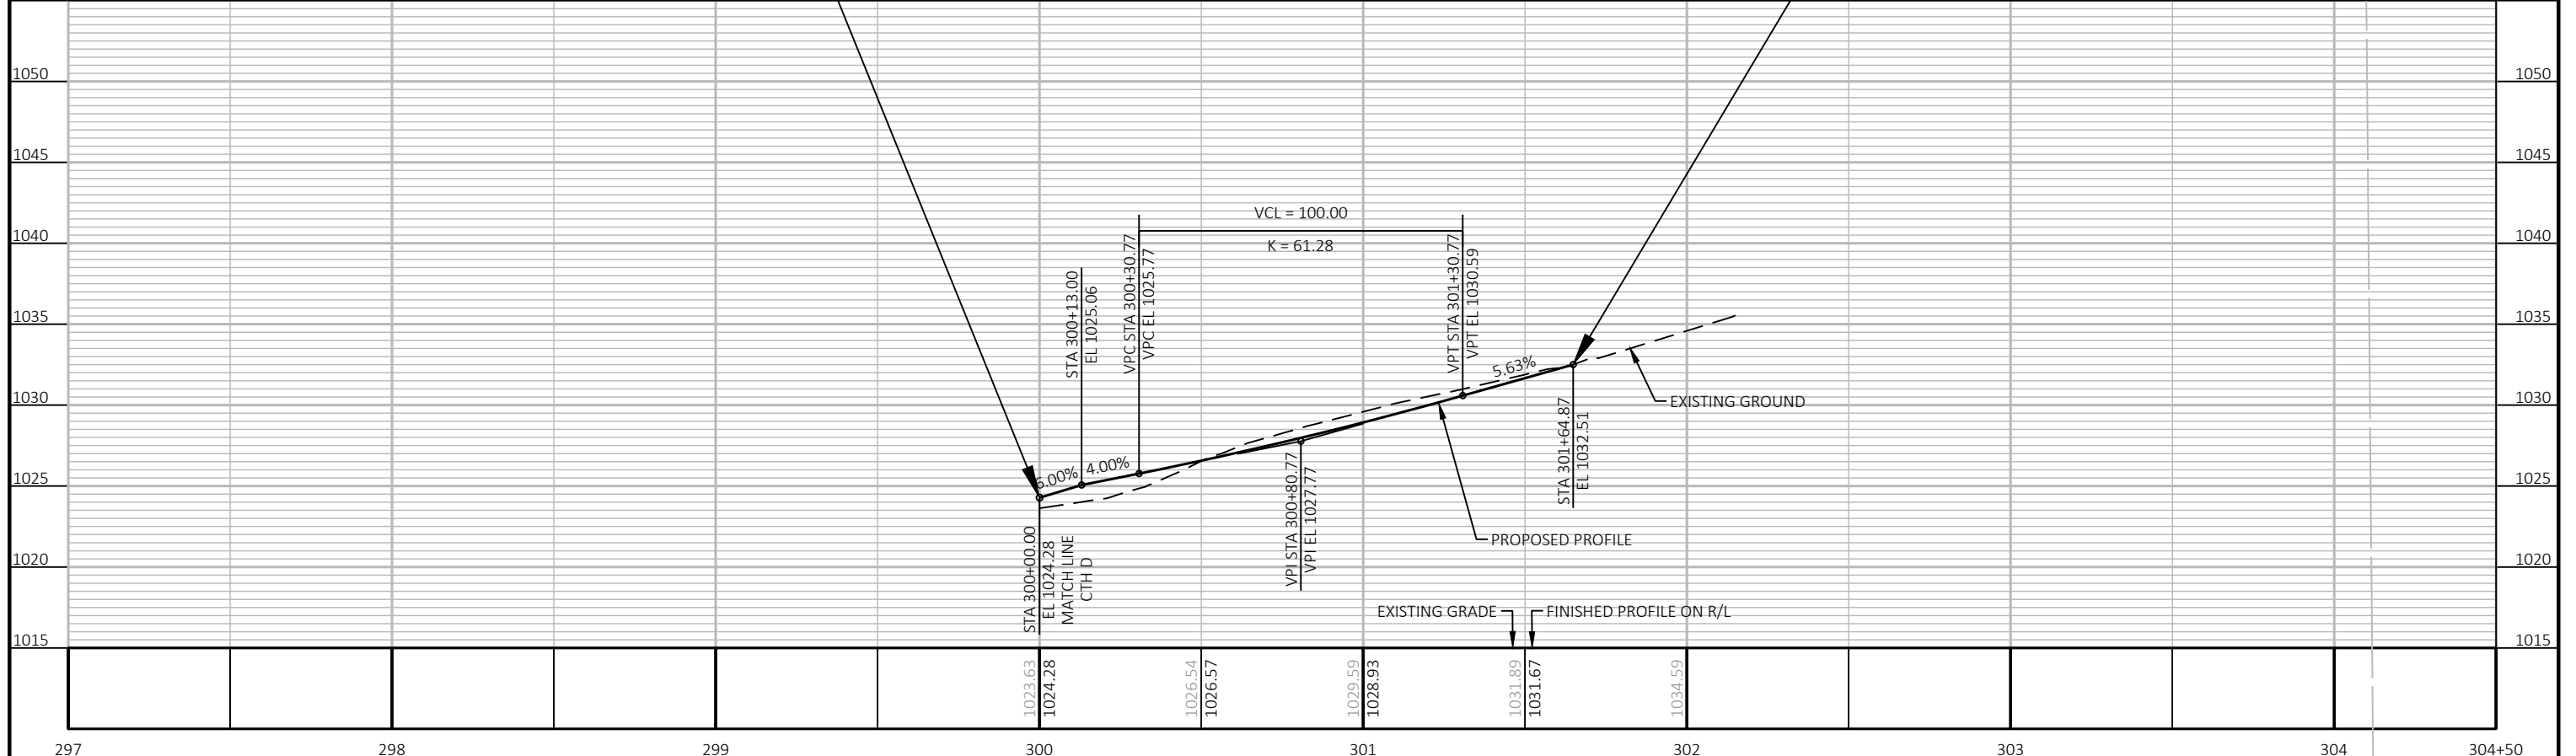 1050
1050
1045
1045
VCL = 100.00
1040
1040
K = 61.28
STA 300+13.00
EL 1025.06
VPC STA 300+30.77
VPC EL 1025.77
VPT STA 301+30.77
VPT EL 1030.59
1035
1035
5.63%
1030
1030
EXISTING GROUND
STA 301+64.87
EL 1032.51
6.00%
4.00%
1025
1025
VPI STA 300+80.77
VPI EL 1027.77
PROPOSED PROFILE
STA 300+00.00
EL 1024.28
MATCH LINE
CTH D
1020
1020
EXISTING GRADE
FINISHED PROFILE ON R/L
1015
1015
1023.63
1024.28
1026.54
1026.57
1029.59
1028.93
1031.89
1031.67
1034.59
297
298
299
300
301
302
303
304
304+50